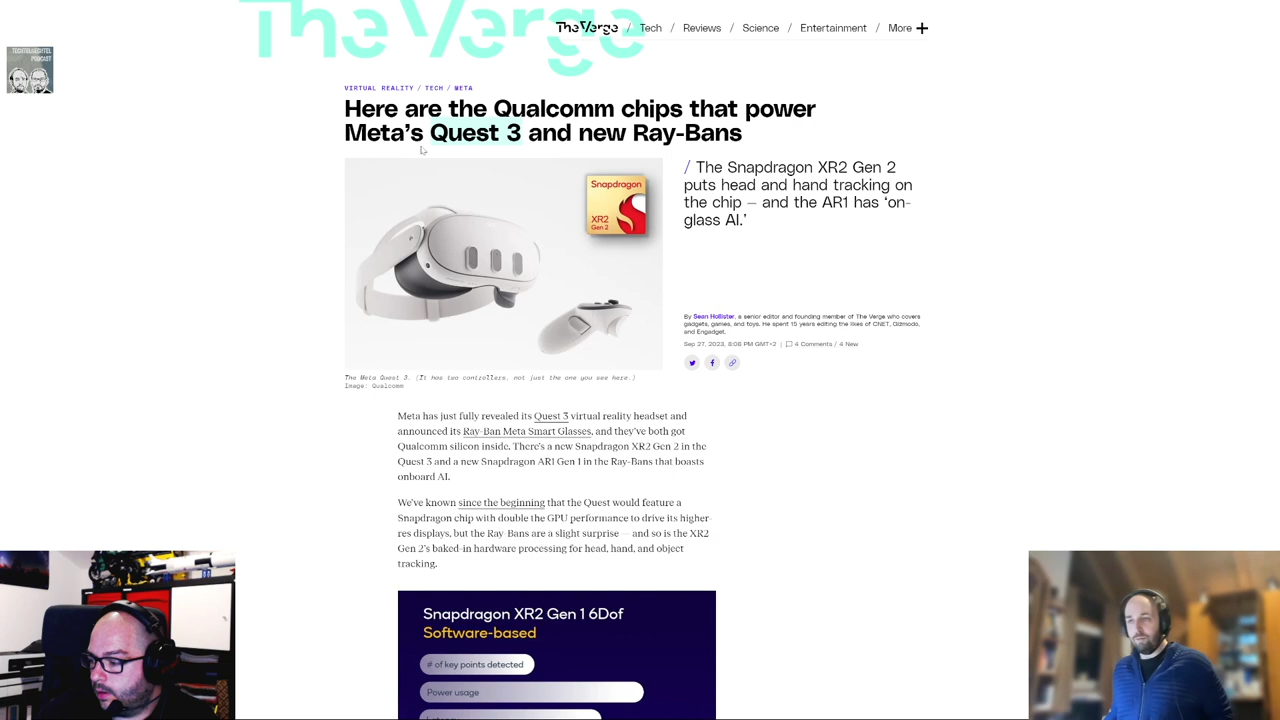 The Verge
The Verge / Tech / Reviews / Science / Entertainment / More +
TECHTELMECHTEL
PODCAST
VIRTUAL REALITY / TECH / META
Here are the Qualcomm chips that power
Meta's Quest 3 and new Ray-Bans
Snapdragon
XR2
Gen 2
/ The Snapdragon XR2 Gen 2
puts head and hand tracking on
the chip — and the AR1 has 'on-
glass AI.'
By Sean Hollister, a senior editor and founding member of The Verge who covers
gadgets, games, and toys. He spent 15 years editing the likes of CNET, Gizmodo,
and Engadget.
Sep 27, 2023, 8:08 PM GMT+2 | 4 Comments / 4 New
The Meta Quest 3. (It has two controllers, not just the one you see here.)
Image: Qualcomm
Meta has just fully revealed its Quest 3 virtual reality headset and
announced its Ray-Ban Meta Smart Glasses, and they've both got
Qualcomm silicon inside. There's a new Snapdragon XR2 Gen 2 in the
Quest 3 and a new Snapdragon AR1 Gen 1 in the Ray-Bans that boasts
onboard AI.
We've known since the beginning that the Quest would feature a
Snapdragon chip with double the GPU performance to drive its higher-
res displays, but the Ray-Bans are a slight surprise — and so is the XR2
Gen 2's baked-in hardware processing for head, hand, and object
tracking.
Snapdragon XR2 Gen 1 6Dof
Software-based
# of key points detected
Power usage